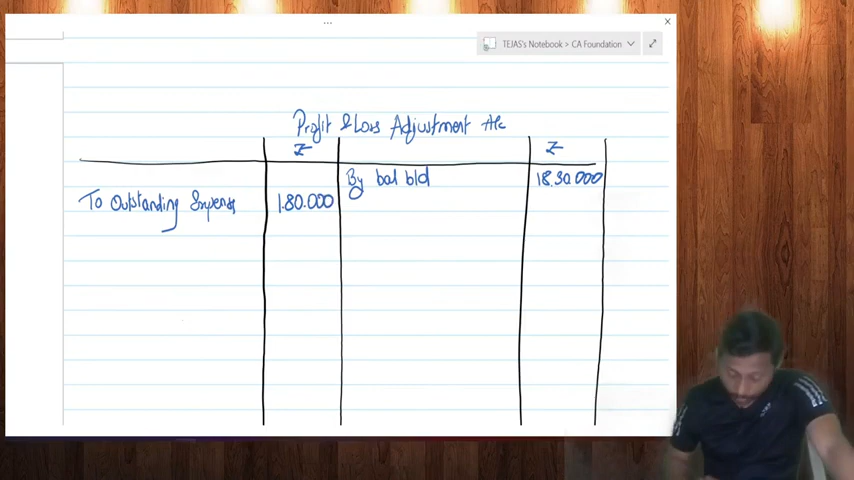 TEJAS's Notebook > CA Foundation
Profit & Loss Adjustment A/c
₹ ₹
By bal b/d 18.30.000
To Outstanding Expenses 1.80.000